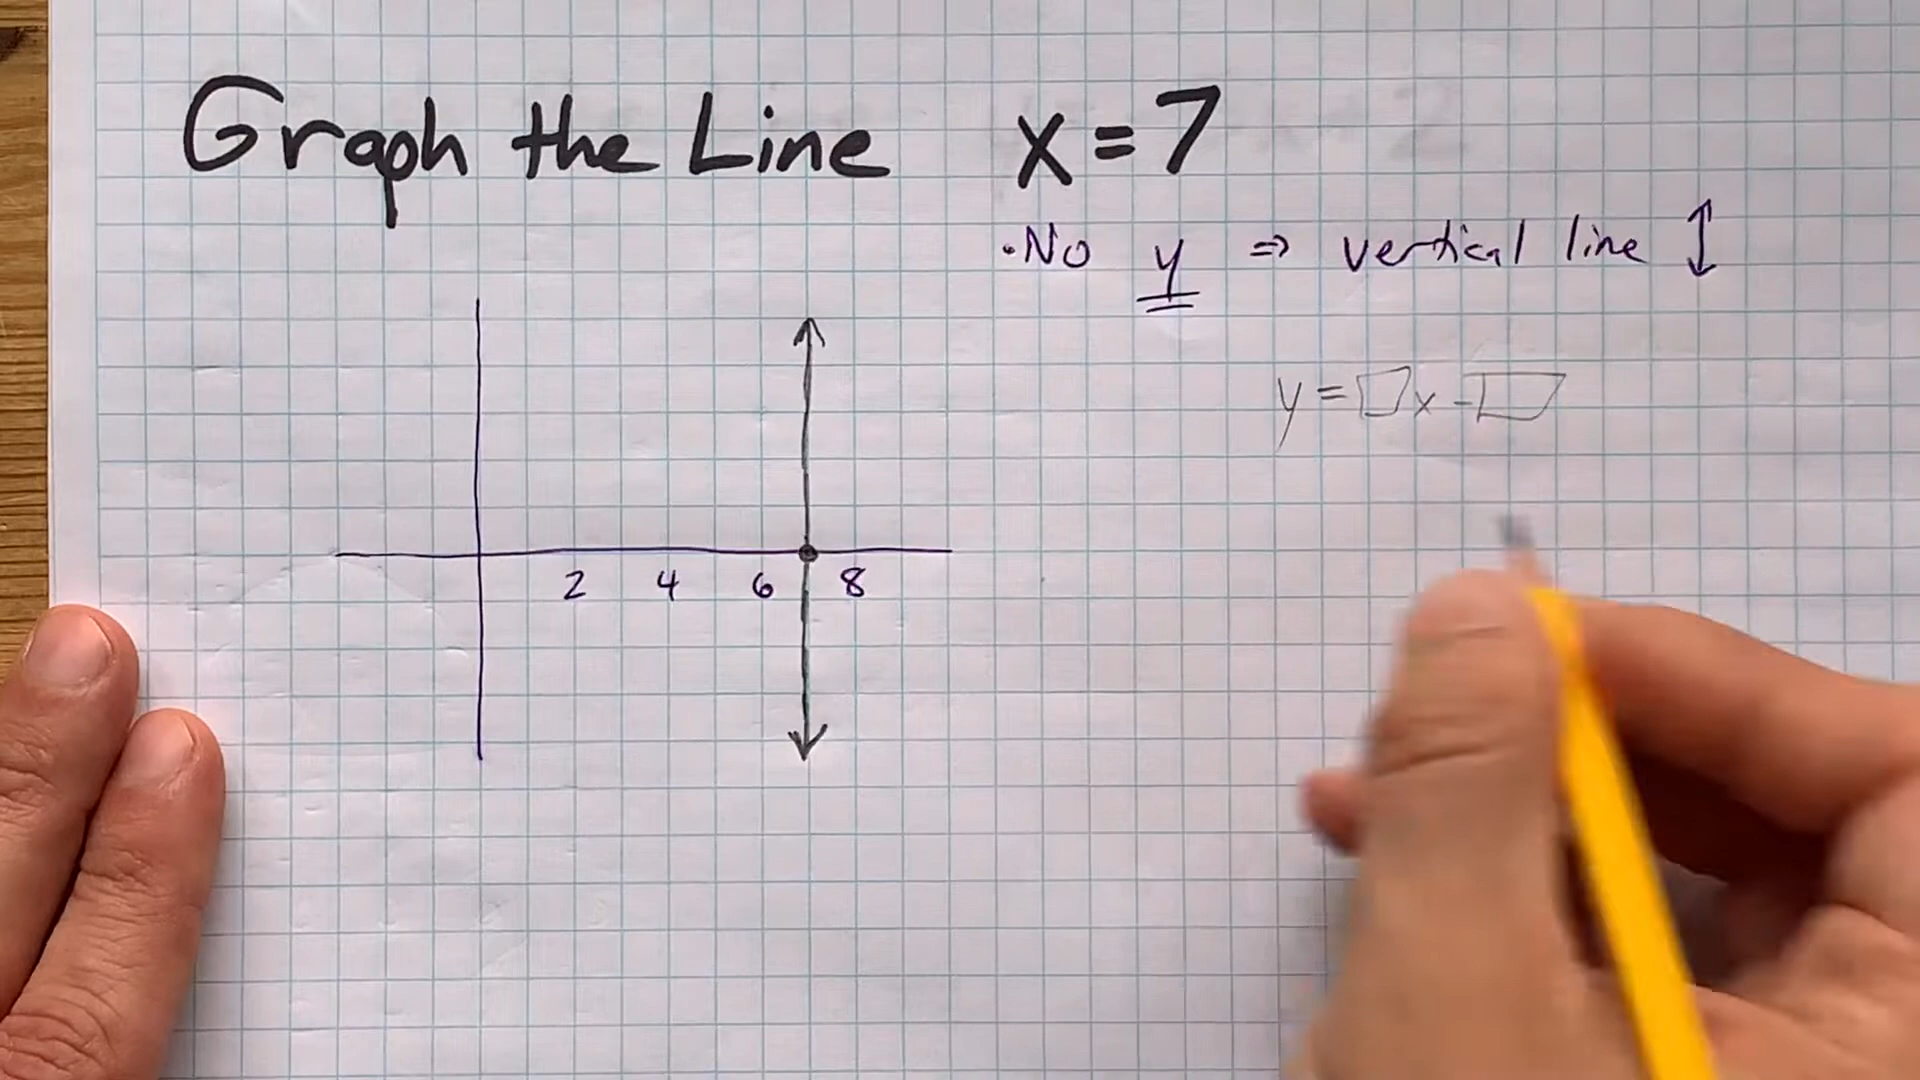 Graph the Line x = 7
• No y ⇒ vertical line ↕
y = □x - □
2 4 6 8